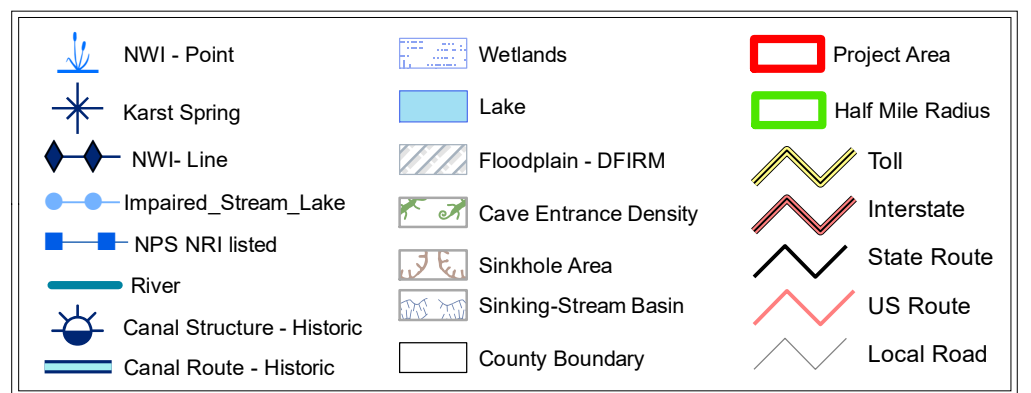 NWI - Point
Karst Spring
NWI- Line
Impaired_Stream_Lake
NPS NRI listed
River
Canal Structure - Historic
Canal Route - Historic
Wetlands
Lake
Floodplain - DFIRM
Cave Entrance Density
Sinkhole Area
Sinking-Stream Basin
County Boundary
Project Area
Half Mile Radius
Toll
Interstate
State Route
US Route
Local Road